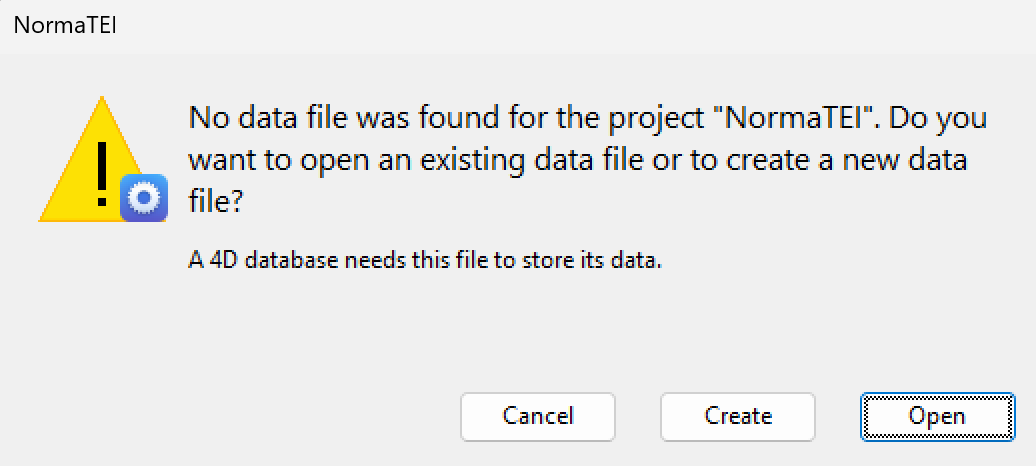 NormaTEI
No data file was found for the project "NormaTEI". Do you
want to open an existing data file or to create a new data
file?
A 4D database needs this file to store its data.
Cancel
Create
Open